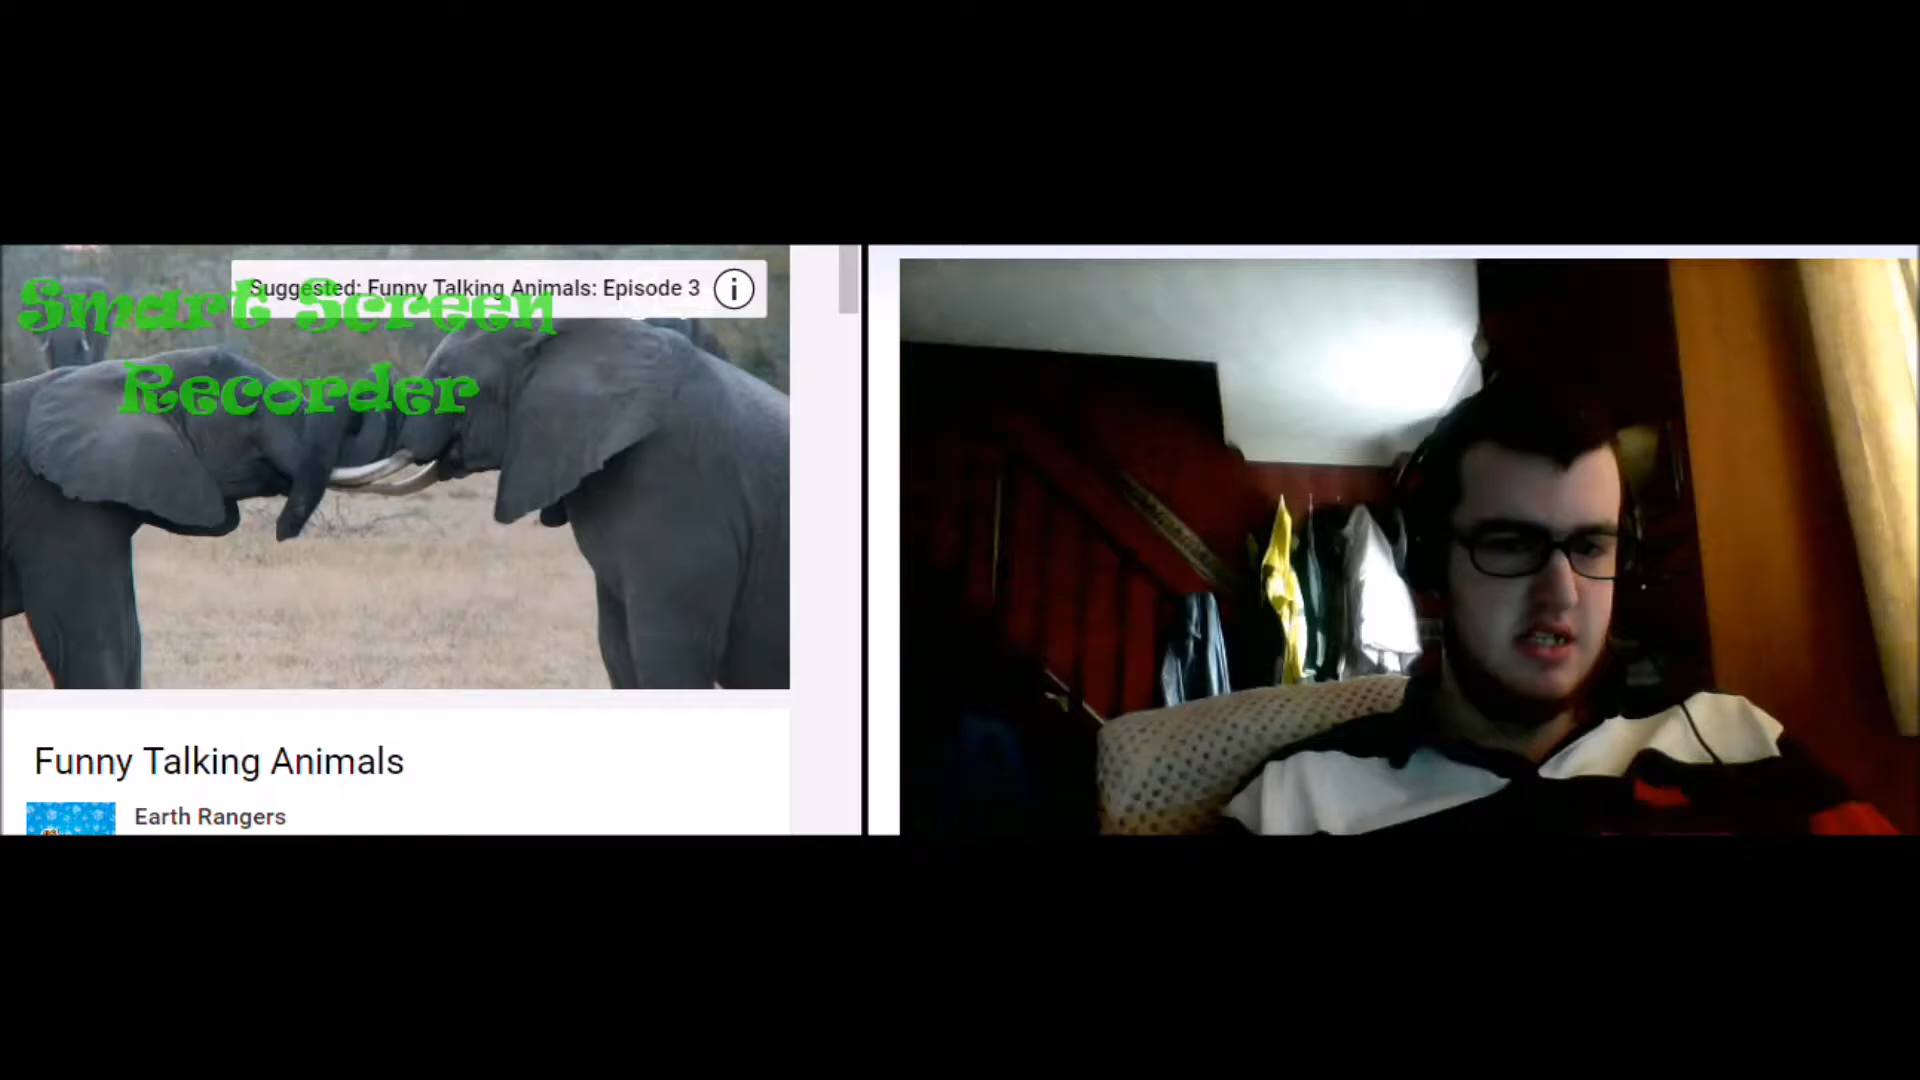 Suggested: Funny Talking Animals: Episode 3
Smart Screen
Recorder
Funny Talking Animals
Earth Rangers